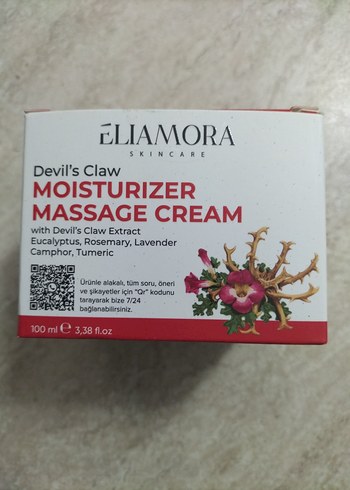 ÉLIAMORA
SKINCARE
Devil's Claw
MOISTURIZER
MASSAGE CREAM
with Devil's Claw Extract
Eucalyptus, Rosemary, Lavender
Camphor, Tumeric
Ürünle alakalı, tüm soru, öneri
ve şikayetler için "Qr" kodunu
tarayarak bize 7/24
bağlanabilirsiniz.
100 ml ℮ 3,38 fl.oz